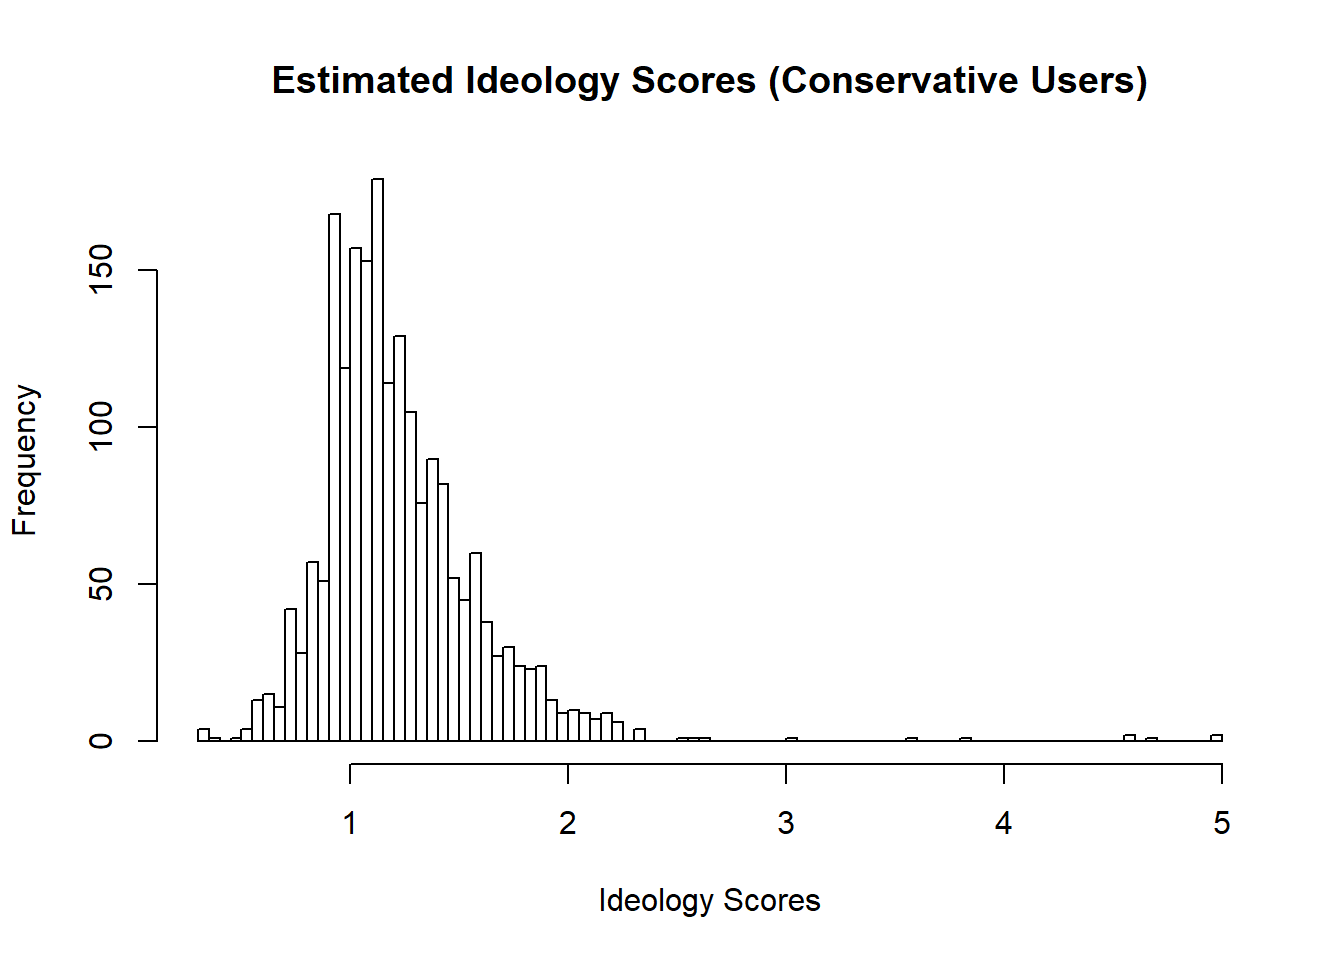 Estimated Ideology Scores (Conservative Users)
Frequency
150
100
50
0
1 2 3 4 5
Ideology Scores